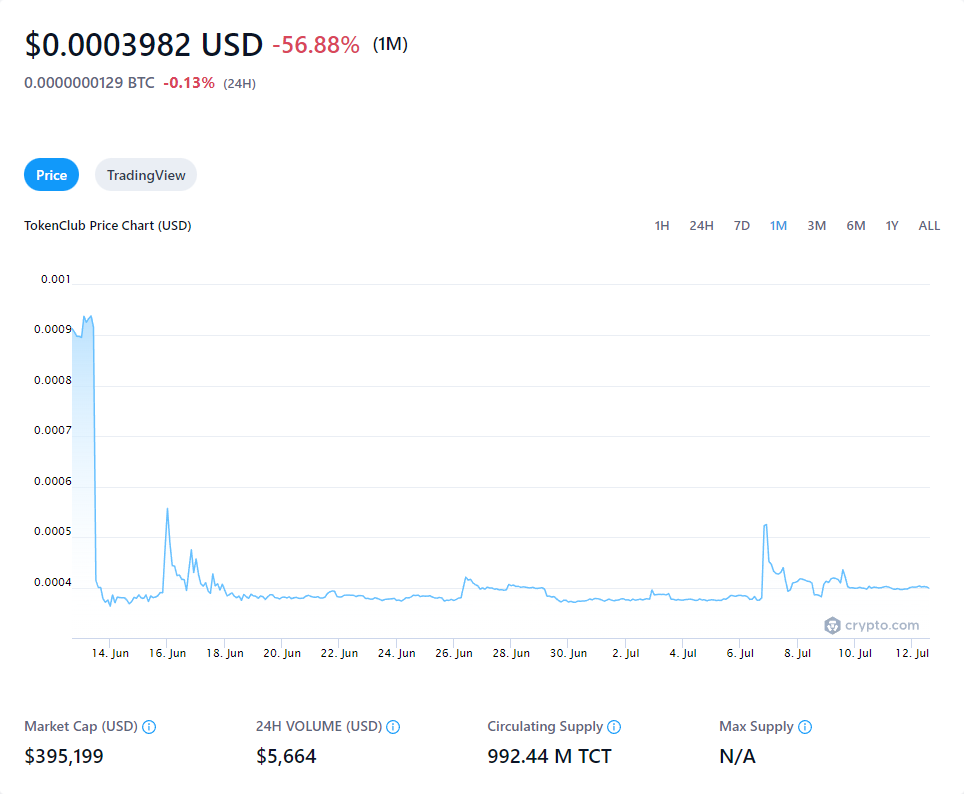 $0.0003982 USD -56.88% (1M)
0.0000000129 BTC -0.13% (24H)
Price TradingView
TokenClub Price Chart (USD) 1H 24H 7D 1M 3M 6M 1Y ALL
0.001
0.0009
0.0008
0.0007
0.0006
0.0005
0.0004
crypto.com
14. Jun 16. Jun 18. Jun 20. Jun 22. Jun 24. Jun 26. Jun 28. Jun 30. Jun 2. Jul 4. Jul 6. Jul 8. Jul 10. Jul 12. Jul
Market Cap (USD) 24H VOLUME (USD) Circulating Supply Max Supply
$395,199 $5,664 992.44 M TCT N/A